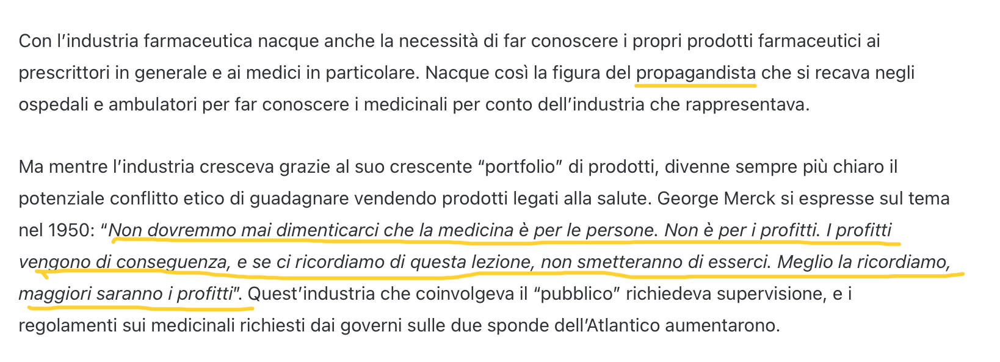 Con l’industria farmaceutica nacque anche la necessità di far conoscere i propri prodotti farmaceutici ai
prescrittori in generale e ai medici in particolare. Nacque così la figura del propagandista che si recava negli
ospedali e ambulatori per far conoscere i medicinali per conto dell’industria che rappresentava.
Ma mentre l’industria cresceva grazie al suo crescente “portfolio” di prodotti, divenne sempre più chiaro il
potenziale conflitto etico di guadagnare vendendo prodotti legati alla salute. George Merck si espresse sul tema
nel 1950: “Non dovremmo mai dimenticarci che la medicina è per le persone. Non è per i profitti. I profitti
vengono di conseguenza, e se ci ricordiamo di questa lezione, non smetteranno di esserci. Meglio la ricordiamo,
maggiori saranno i profitti”. Quest’industria che coinvolgeva il “pubblico” richiedeva supervisione, e i
regolamenti sui medicinali richiesti dai governi sulle due sponde dell’Atlantico aumentarono.